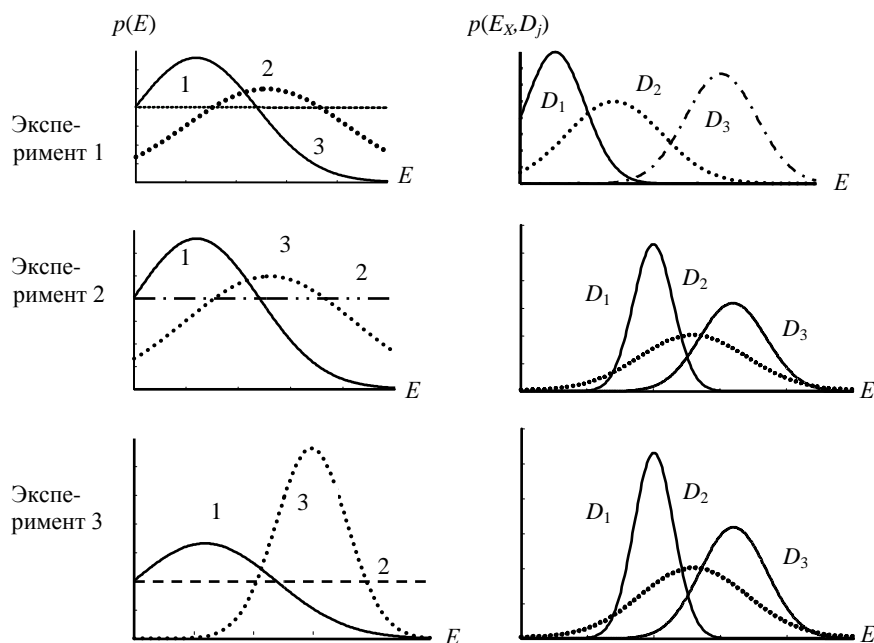 p(E)
p(E_X,D_j)
Экспе-
римент 1
1
2
3
E
D_1
D_2
D_3
E
Экспе-
римент 2
1
3
2
E
D_1
D_2
D_3
E
Экспе-
римент 3
1
3
2
E
D_1
D_2
D_3
E